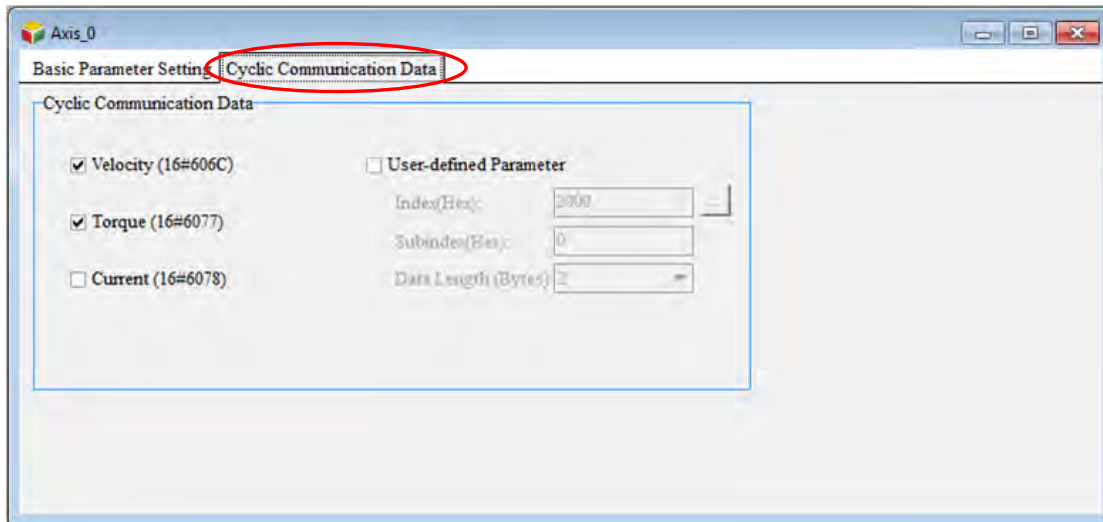 Axis_0
Basic Parameter Setting Cyclic Communication Data
Cyclic Communication Data
Velocity (16#606C)
User-defined Parameter
Index(Hex): 2000 ...
Torque (16#6077)
Subindex(Hex): 0
Current (16#6078)
Data Length (Bytes) 2